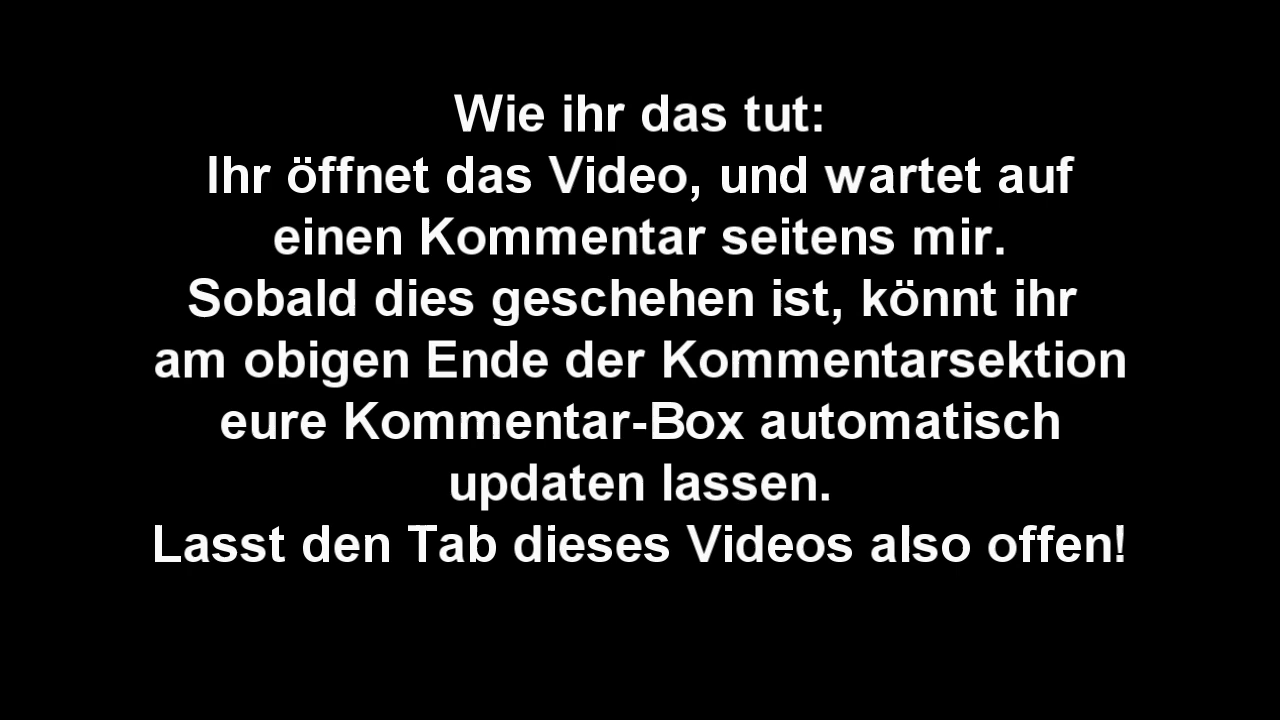 Wie ihr das tut:
Ihr öffnet das Video, und wartet auf
einen Kommentar seitens mir.
Sobald dies geschehen ist, könnt ihr
am obigen Ende der Kommentarsektion
eure Kommentar-Box automatisch
updaten lassen.
Lasst den Tab dieses Videos also offen!